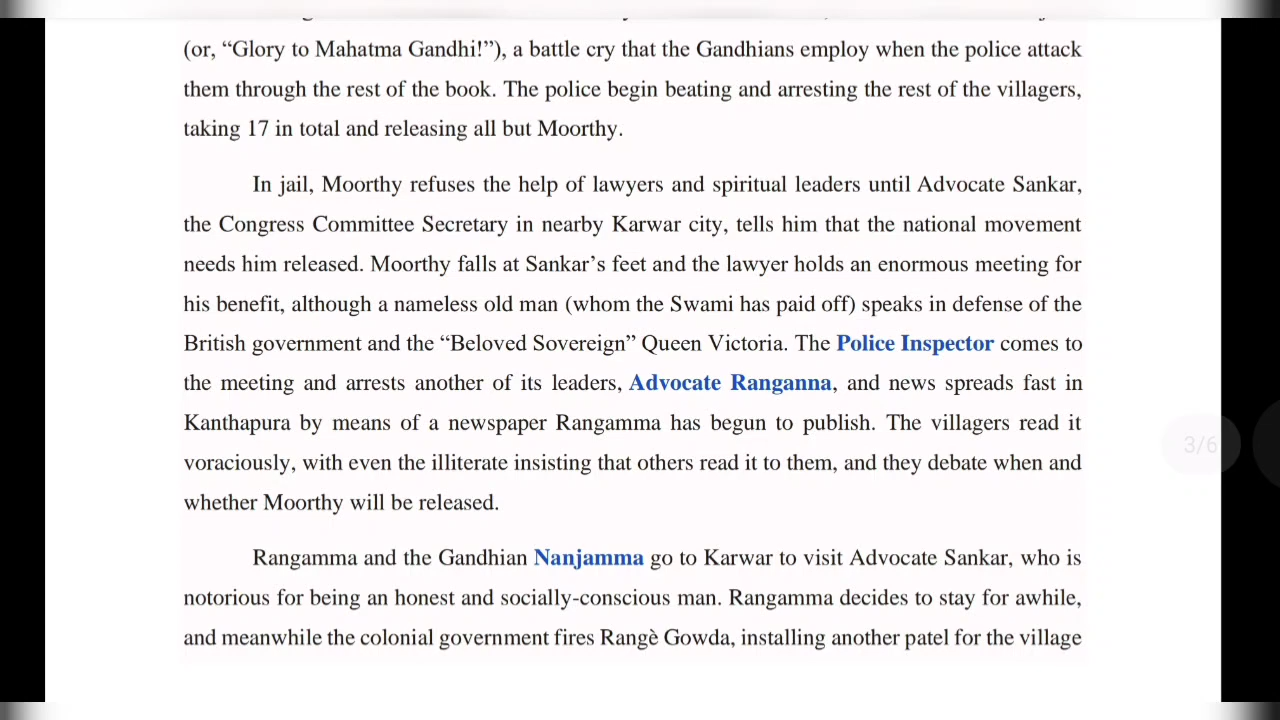 (or, “Glory to Mahatma Gandhi!”), a battle cry that the Gandhians employ when the police attack
them through the rest of the book. The police begin beating and arresting the rest of the villagers,
taking 17 in total and releasing all but Moorthy.
In jail, Moorthy refuses the help of lawyers and spiritual leaders until Advocate Sankar,
the Congress Committee Secretary in nearby Karwar city, tells him that the national movement
needs him released. Moorthy falls at Sankar’s feet and the lawyer holds an enormous meeting for
his benefit, although a nameless old man (whom the Swami has paid off) speaks in defense of the
British government and the “Beloved Sovereign” Queen Victoria. The Police Inspector comes to
the meeting and arrests another of its leaders, Advocate Ranganna, and news spreads fast in
Kanthapura by means of a newspaper Rangamma has begun to publish. The villagers read it
voraciously, with even the illiterate insisting that others read it to them, and they debate when and
whether Moorthy will be released.
Rangamma and the Gandhian Nanjamma go to Karwar to visit Advocate Sankar, who is
notorious for being an honest and socially-conscious man. Rangamma decides to stay for awhile,
and meanwhile the colonial government fires Rangè Gowda, installing another patel for the village
3/6